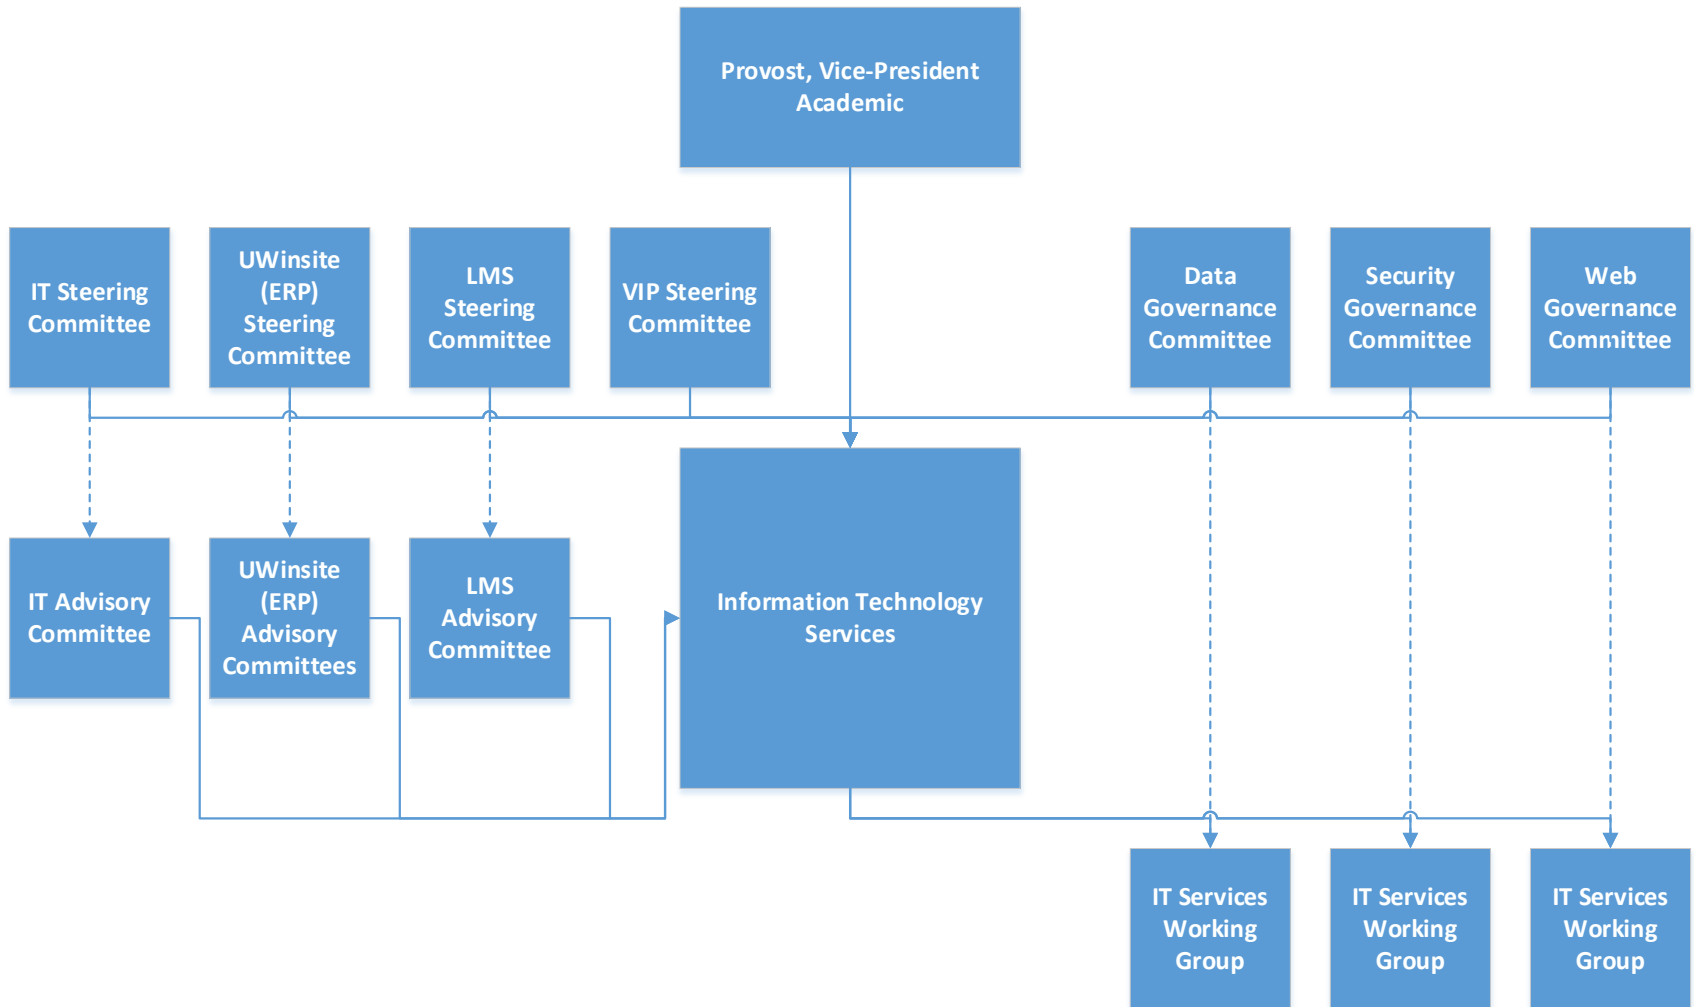 Provost, Vice-President
Academic
IT Steering
Committee
UWinsite
(ERP)
Steering
Committee
LMS
Steering
Committee
VIP Steering
Committee
Data
Governance
Committee
Security
Governance
Committee
Web
Governance
Committee
IT Advisory
Committee
UWinsite
(ERP)
Advisory
Committees
LMS
Advisory
Committee
Information Technology
Services
IT Services
Working
Group
IT Services
Working
Group
IT Services
Working
Group